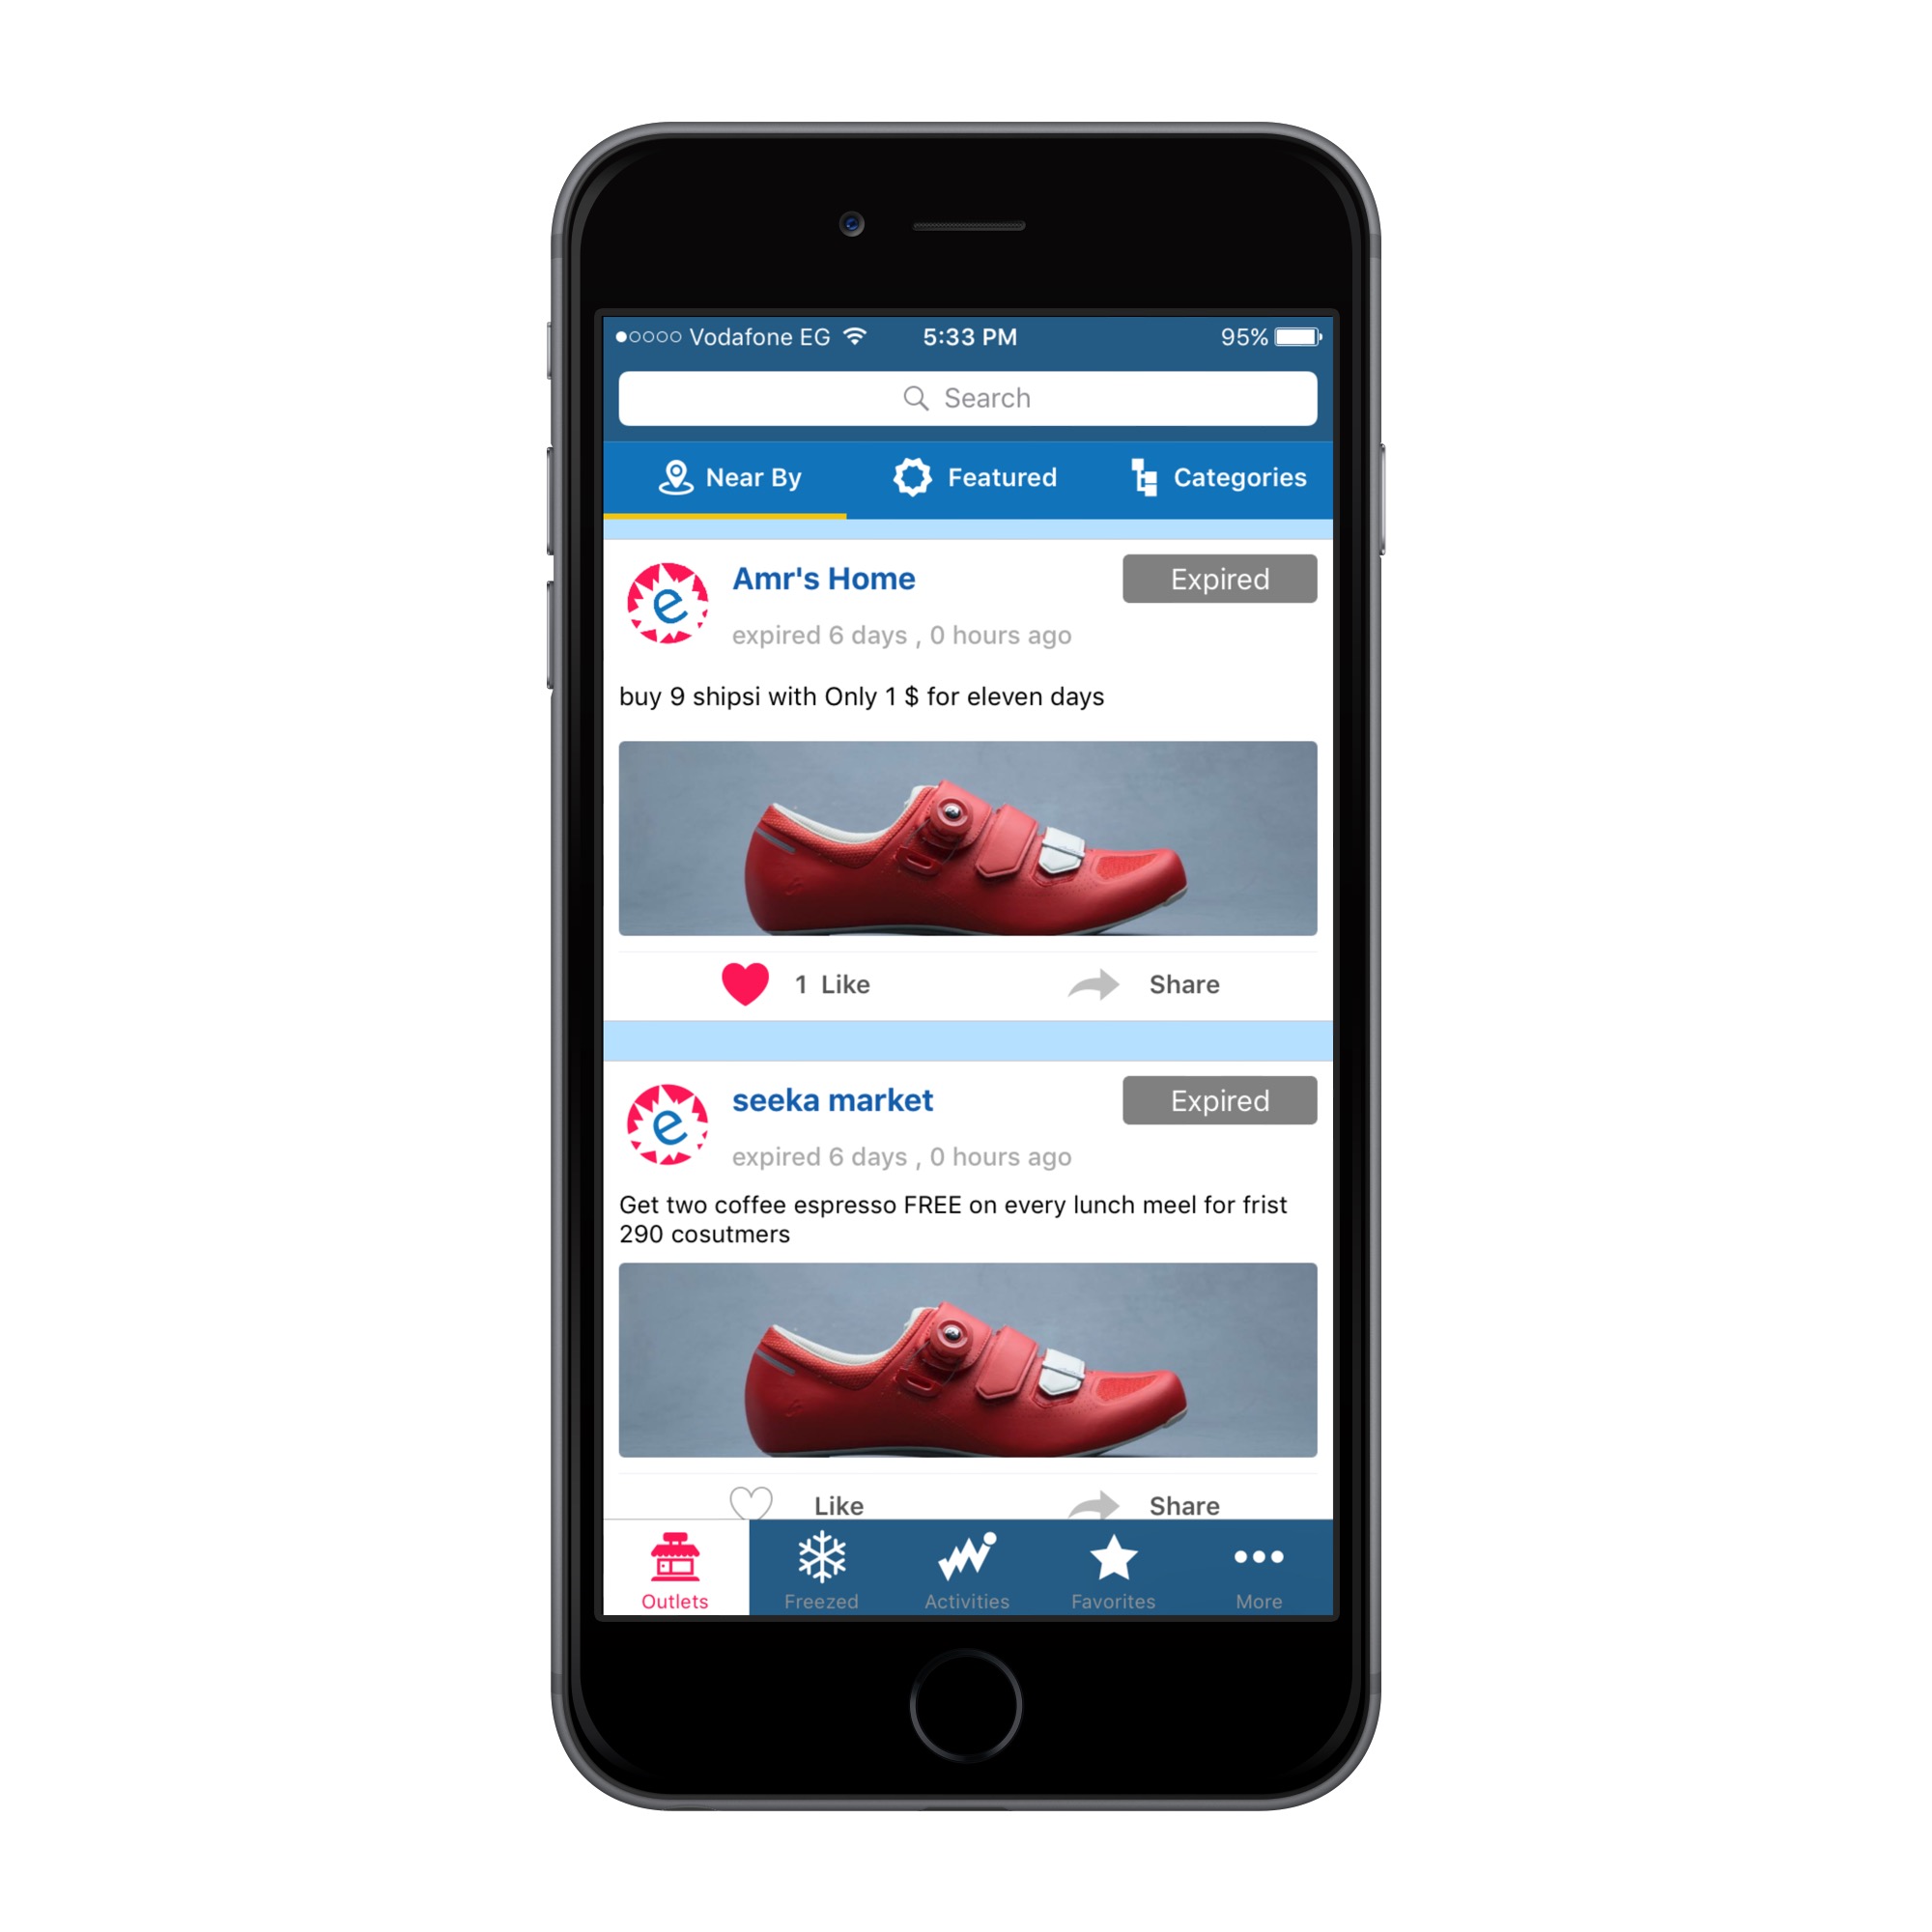 Vodafone EG 5:33 PM 95%
Search
Near By Featured Categories
e Amr's Home Expired
expired 6 days , 0 hours ago
buy 9 shipsi with Only 1 $ for eleven days
1 Like Share
e seeka market Expired
expired 6 days , 0 hours ago
Get two coffee espresso FREE on every lunch meel for frist
290 cosutmers
Like Share
Outlets Freezed Activities Favorites More